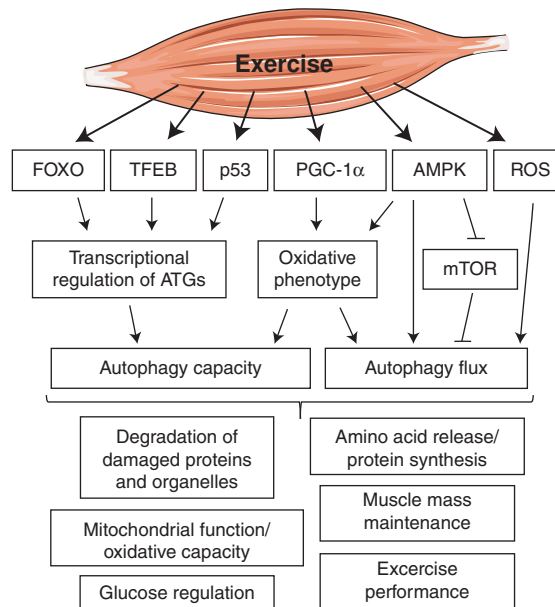 Exercise
FOXO
TFEB
p53
PGC-1α
AMPK
ROS
Transcriptional
regulation of ATGs
Oxidative
phenotype
mTOR
Autophagy capacity
Autophagy flux
Degradation of
damaged proteins
and organelles
Amino acid release/
protein synthesis
Mitochondrial function/
oxidative capacity
Muscle mass
maintenance
Glucose regulation
Excercise
performance